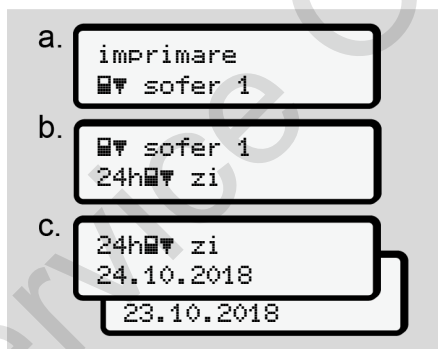 a.
imprimare
🖥▼ sofer 1
b.
🖥▼ sofer 1
24h🖥▼ zi
c.
24h🖥▼ zi
24.10.2018
23.10.2018